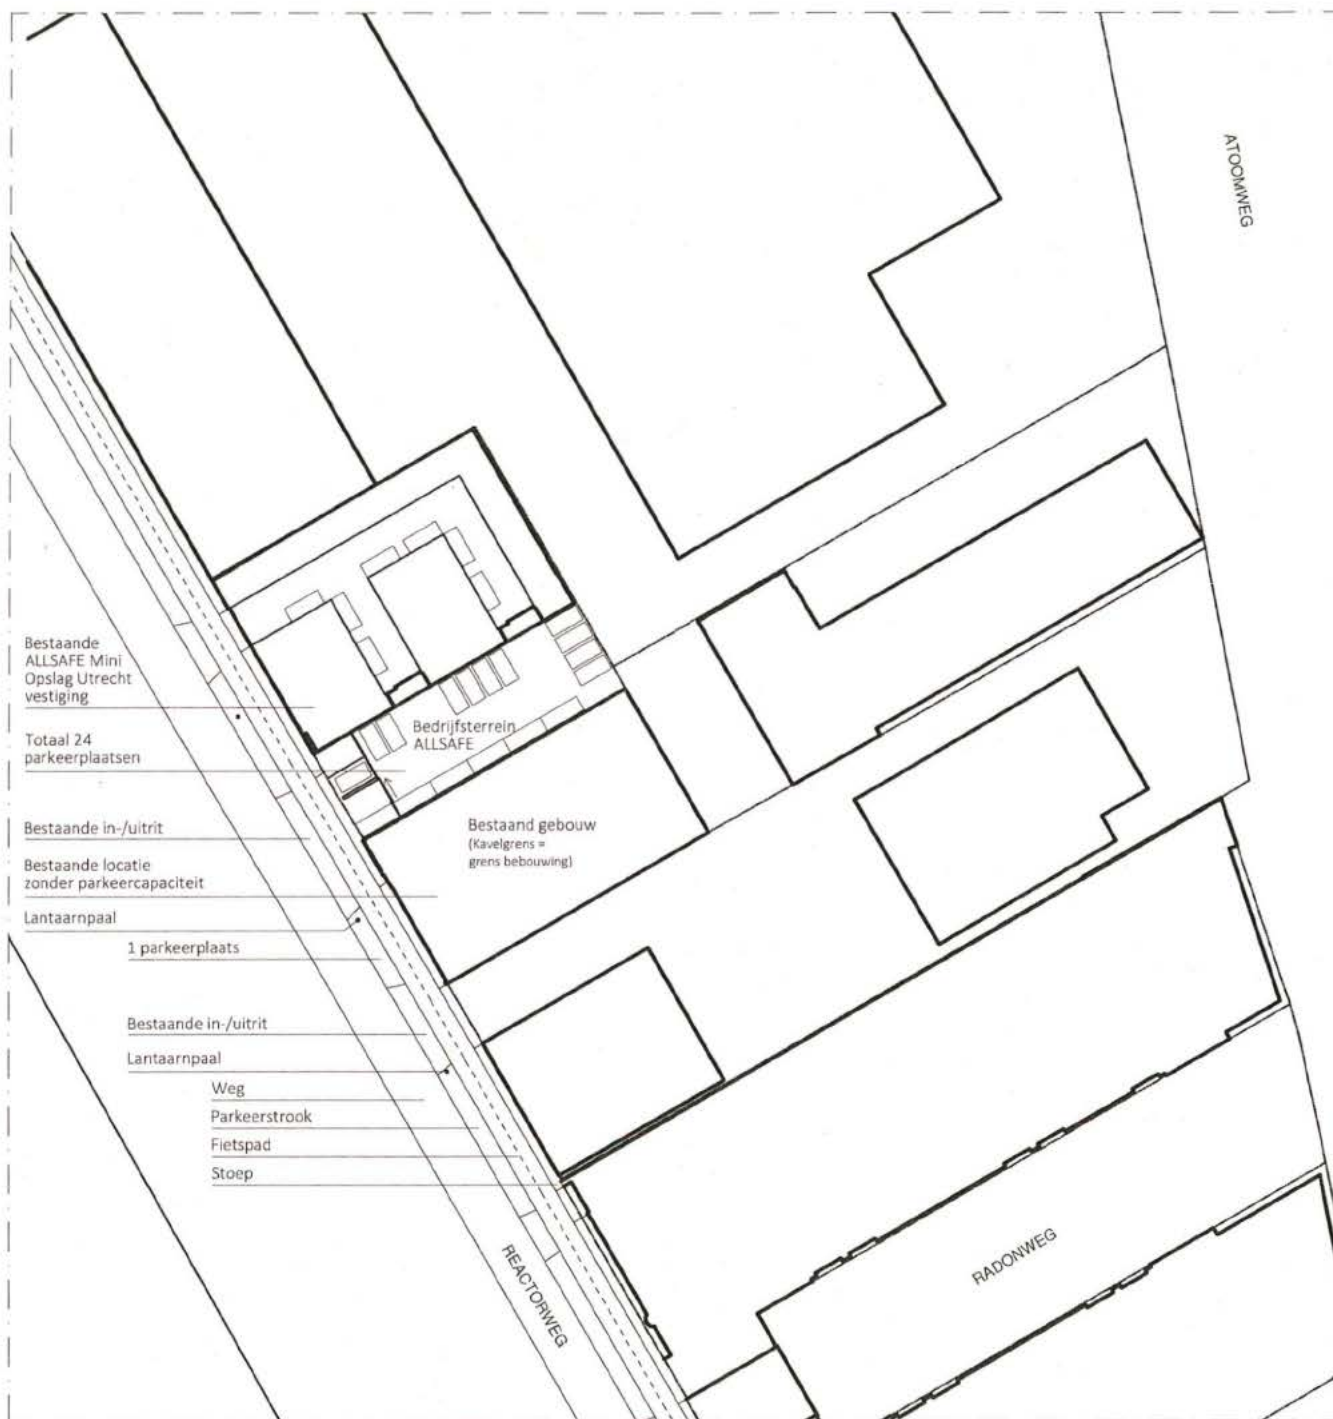 ATOOMWEG
Bestaande
ALLSAFE Mini
Opslag Utrecht
vestiging
Totaal 24
parkeerplaatsen
Bedrijfsterrein
ALLSAFE
Bestaande in-/uitrit
Bestaand gebouw
(Kavelgrens =
grens bebouwing)
Bestaande locatie
zonder parkeercapaciteit
Lantaarnpaal
1 parkeerplaats
Bestaande in-/uitrit
Lantaarnpaal
Weg
Parkeerstrook
Fietspad
Stoep
REACTORWEG
RADONWEG